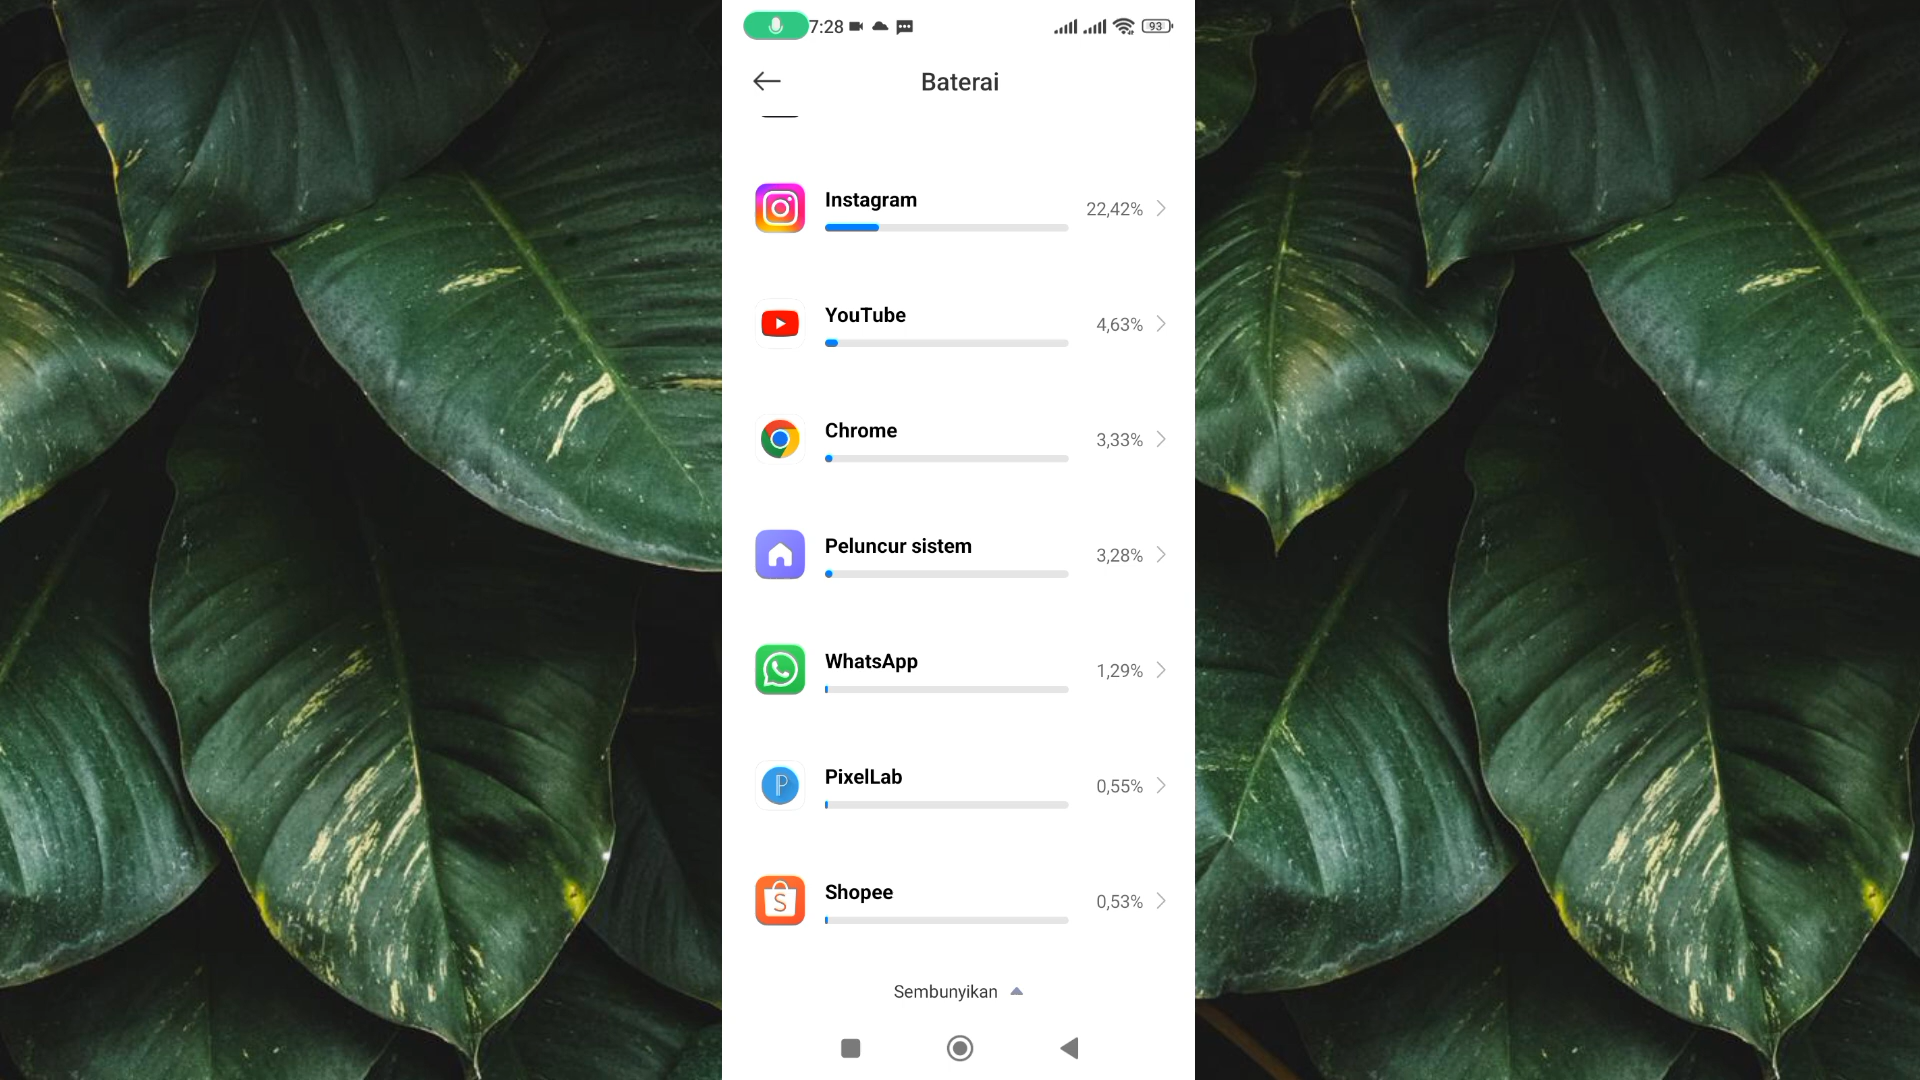 7:28
93
Baterai
Instagram
22,42%
YouTube
4,63%
Chrome
3,33%
Peluncur sistem
3,28%
WhatsApp
1,29%
PixelLab
0,55%
Shopee
0,53%
Sembunyikan